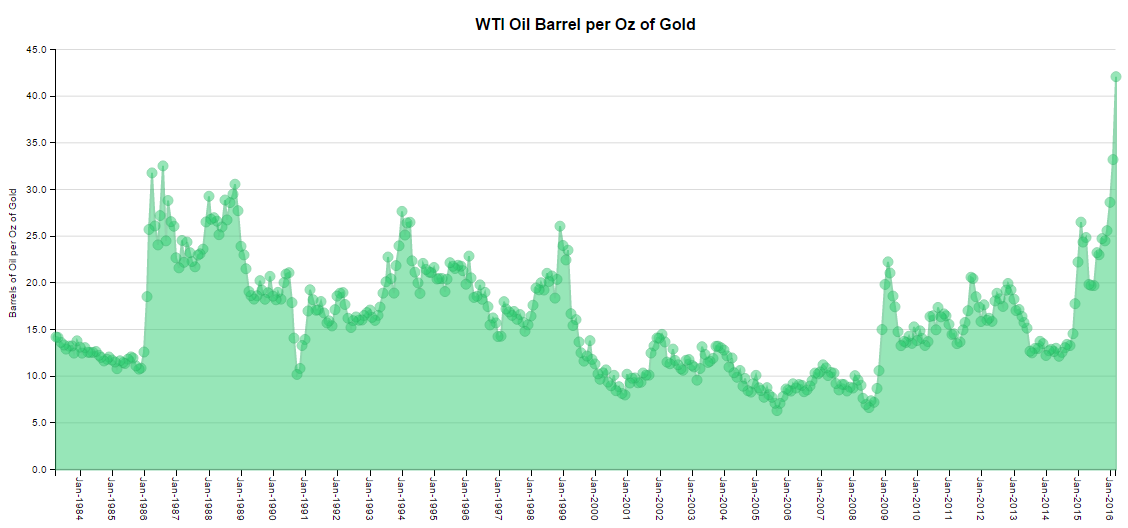 WTI Oil Barrel per Oz of Gold
Barrels of Oil per Oz of Gold
45.0
40.0
35.0
30.0
25.0
20.0
15.0
10.0
5.0
0.0
Jan-1984
Jan-1985
Jan-1986
Jan-1987
Jan-1988
Jan-1989
Jan-1990
Jan-1991
Jan-1992
Jan-1993
Jan-1994
Jan-1995
Jan-1996
Jan-1997
Jan-1998
Jan-1999
Jan-2000
Jan-2001
Jan-2002
Jan-2003
Jan-2004
Jan-2005
Jan-2006
Jan-2007
Jan-2008
Jan-2009
Jan-2010
Jan-2011
Jan-2012
Jan-2013
Jan-2014
Jan-2015
Jan-2016